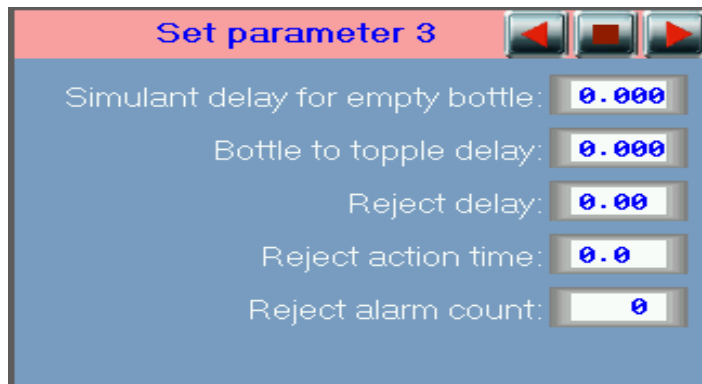 Set parameter 3
Simulant delay for empty bottle: 0.000
Bottle to topple delay: 0.000
Reject delay: 0.00
Reject action time: 0.0
Reject alarm count: 0